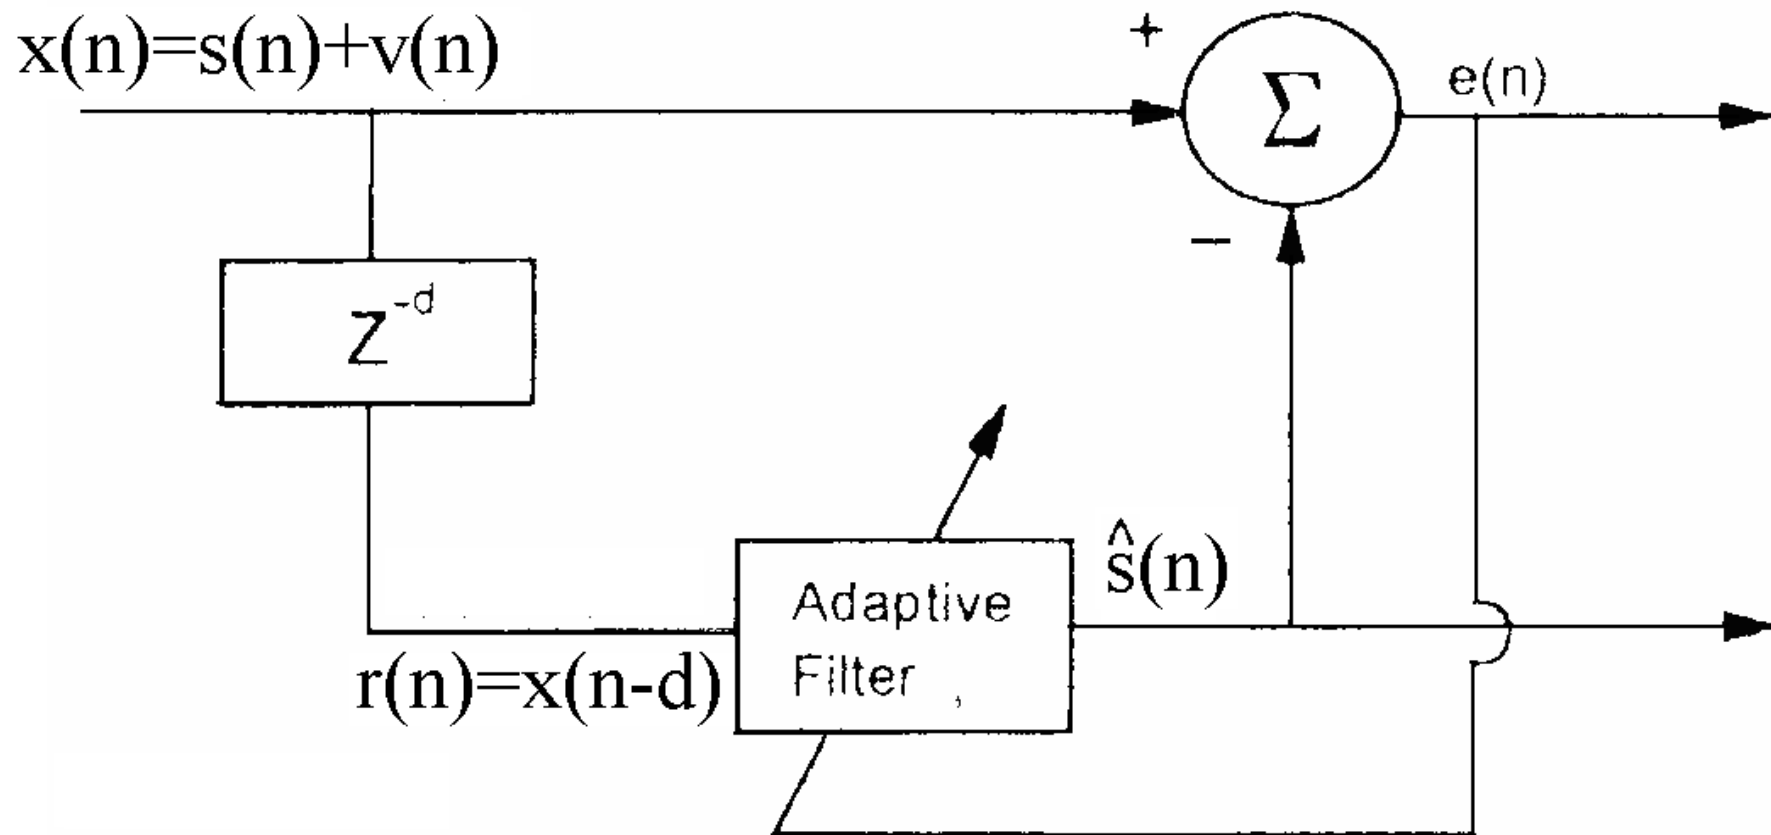 x(n)=s(n)+v(n)
+
Σ
e(n)
−
Z^-d
ŝ(n)
Adaptive
Filter ,
r(n)=x(n-d)